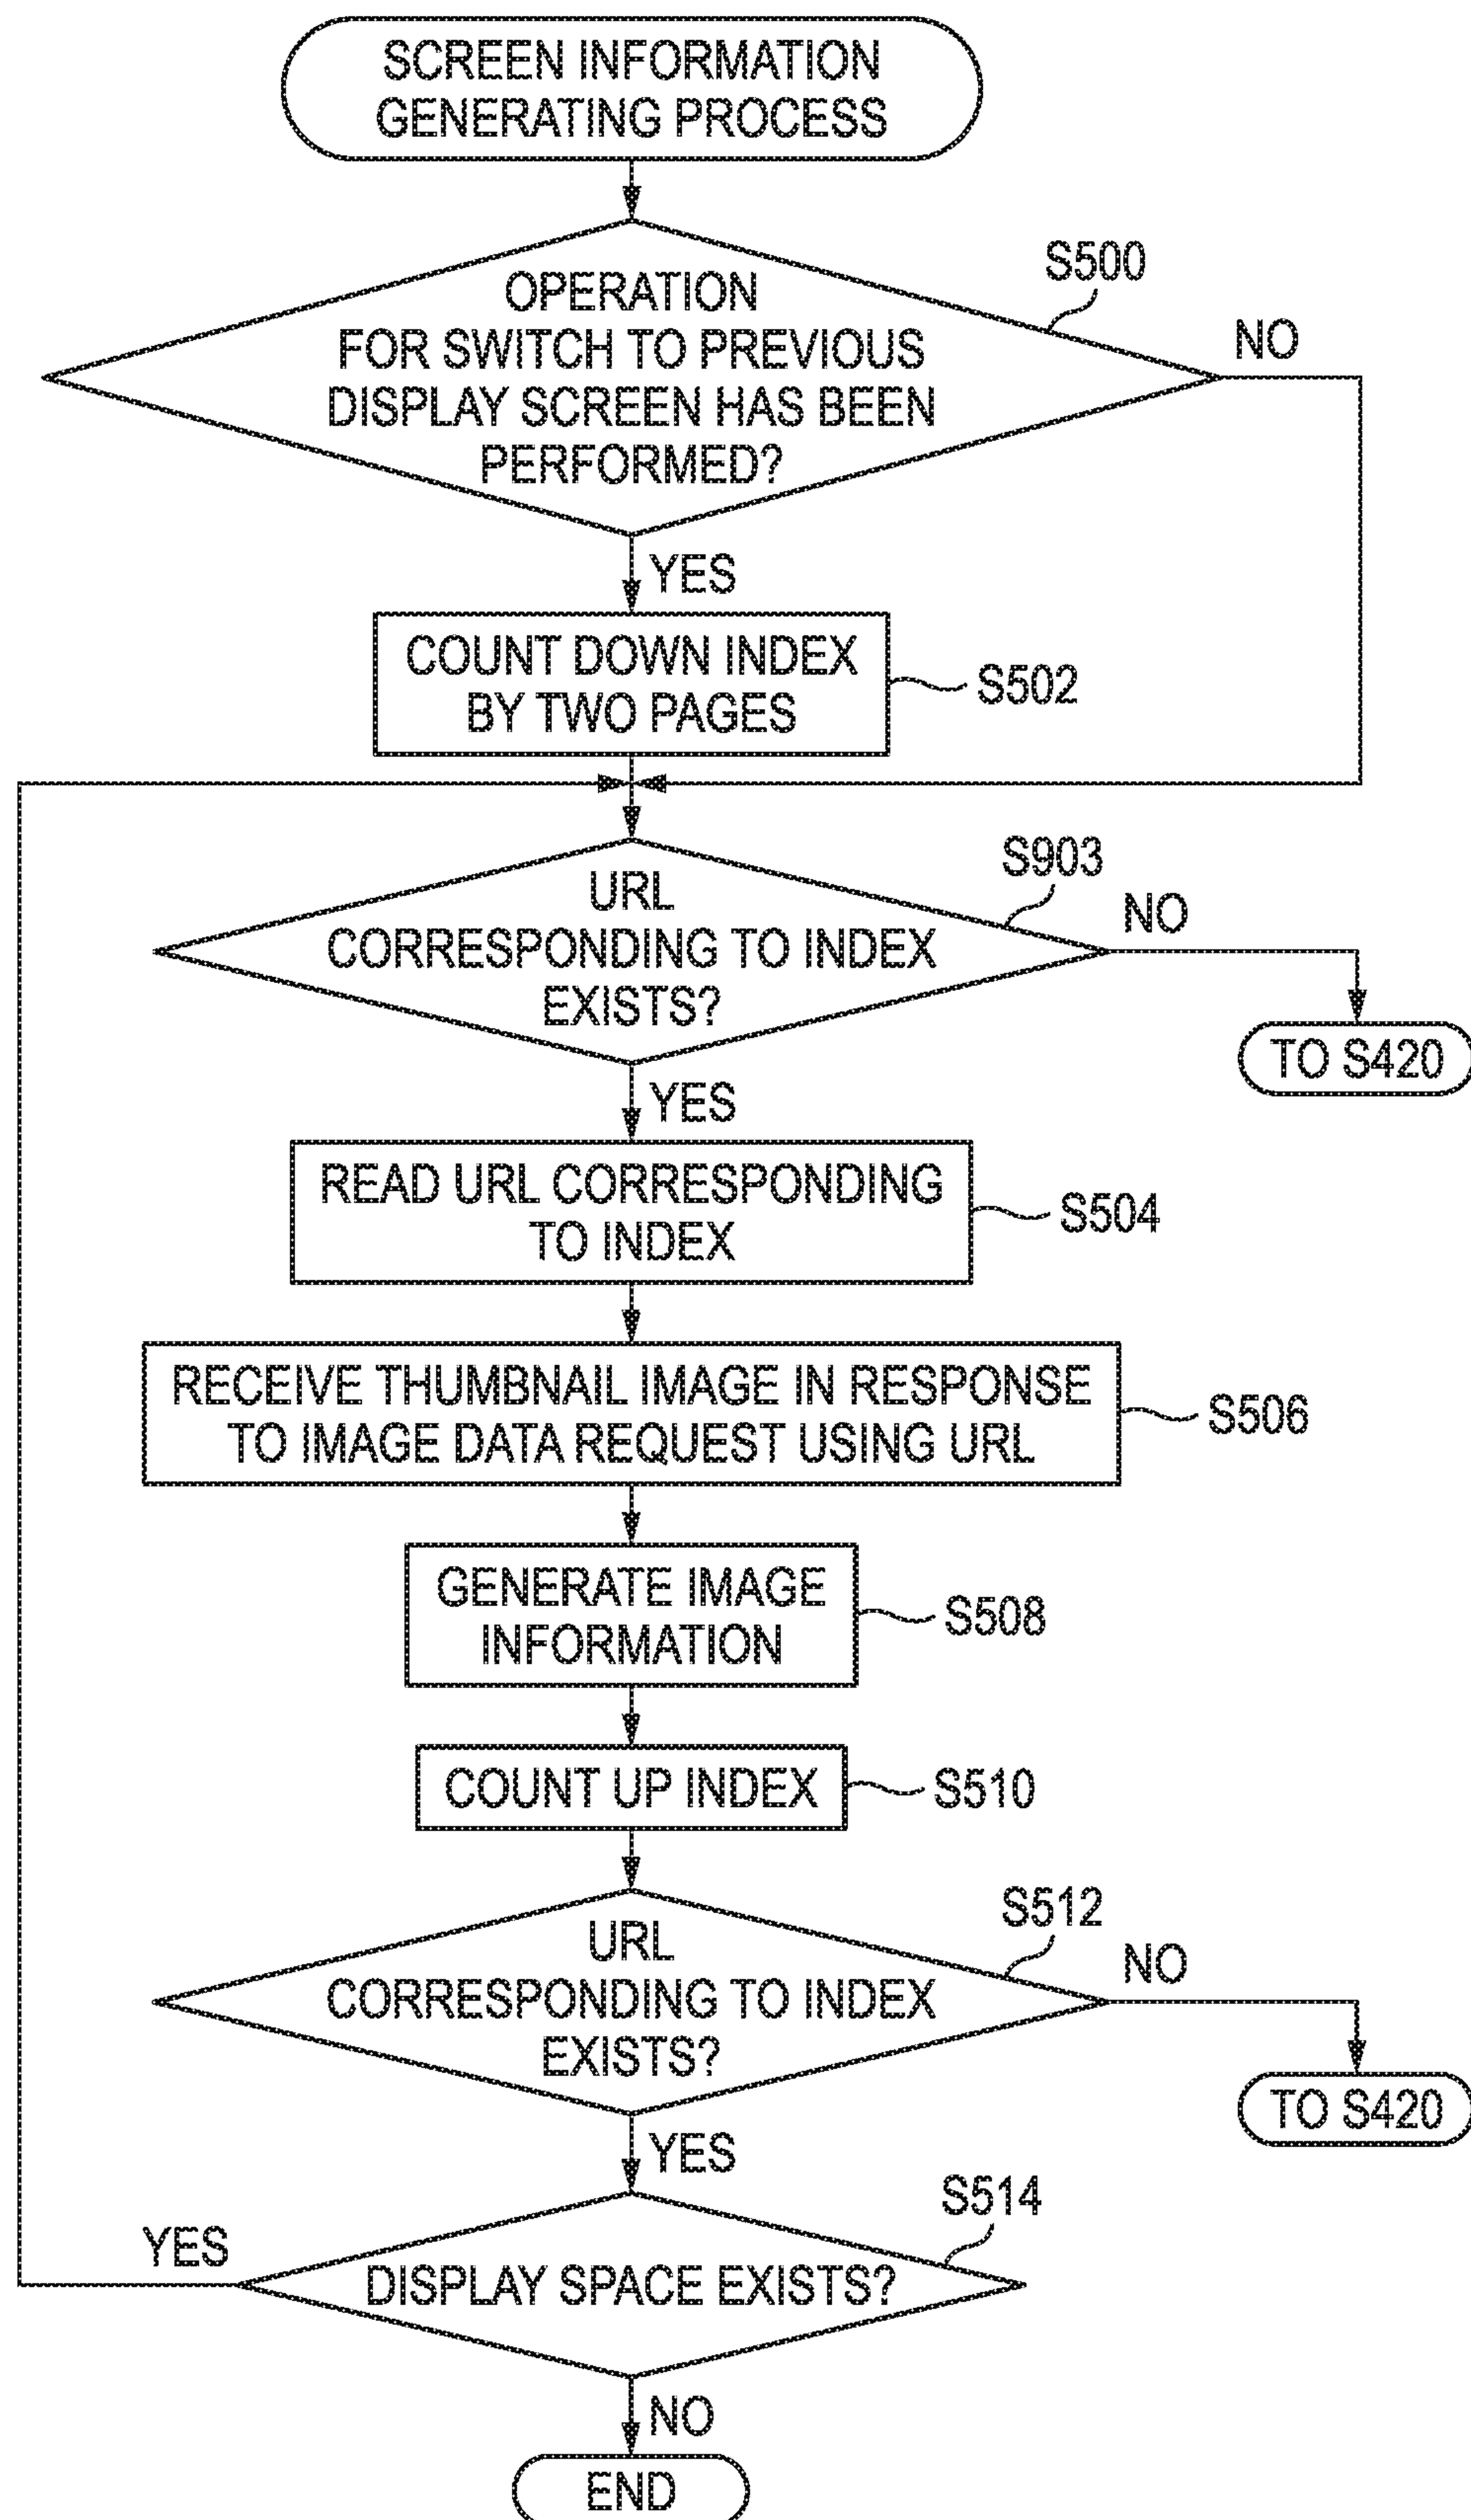 SCREEN INFORMATION
GENERATING PROCESS
S500
OPERATION
FOR SWITCH TO PREVIOUS
DISPLAY SCREEN HAS BEEN
PERFORMED?
NO
YES
COUNT DOWN INDEX
BY TWO PAGES
S502
S903
URL
CORRESPONDING TO INDEX
EXISTS?
NO
TO S420
YES
READ URL CORRESPONDING
TO INDEX
S504
RECEIVE THUMBNAIL IMAGE IN RESPONSE
TO IMAGE DATA REQUEST USING URL
S506
GENERATE IMAGE
INFORMATION
S508
COUNT UP INDEX
S510
S512
URL
CORRESPONDING TO INDEX
EXISTS?
NO
TO S420
YES
S514
YES
DISPLAY SPACE EXISTS?
NO
END